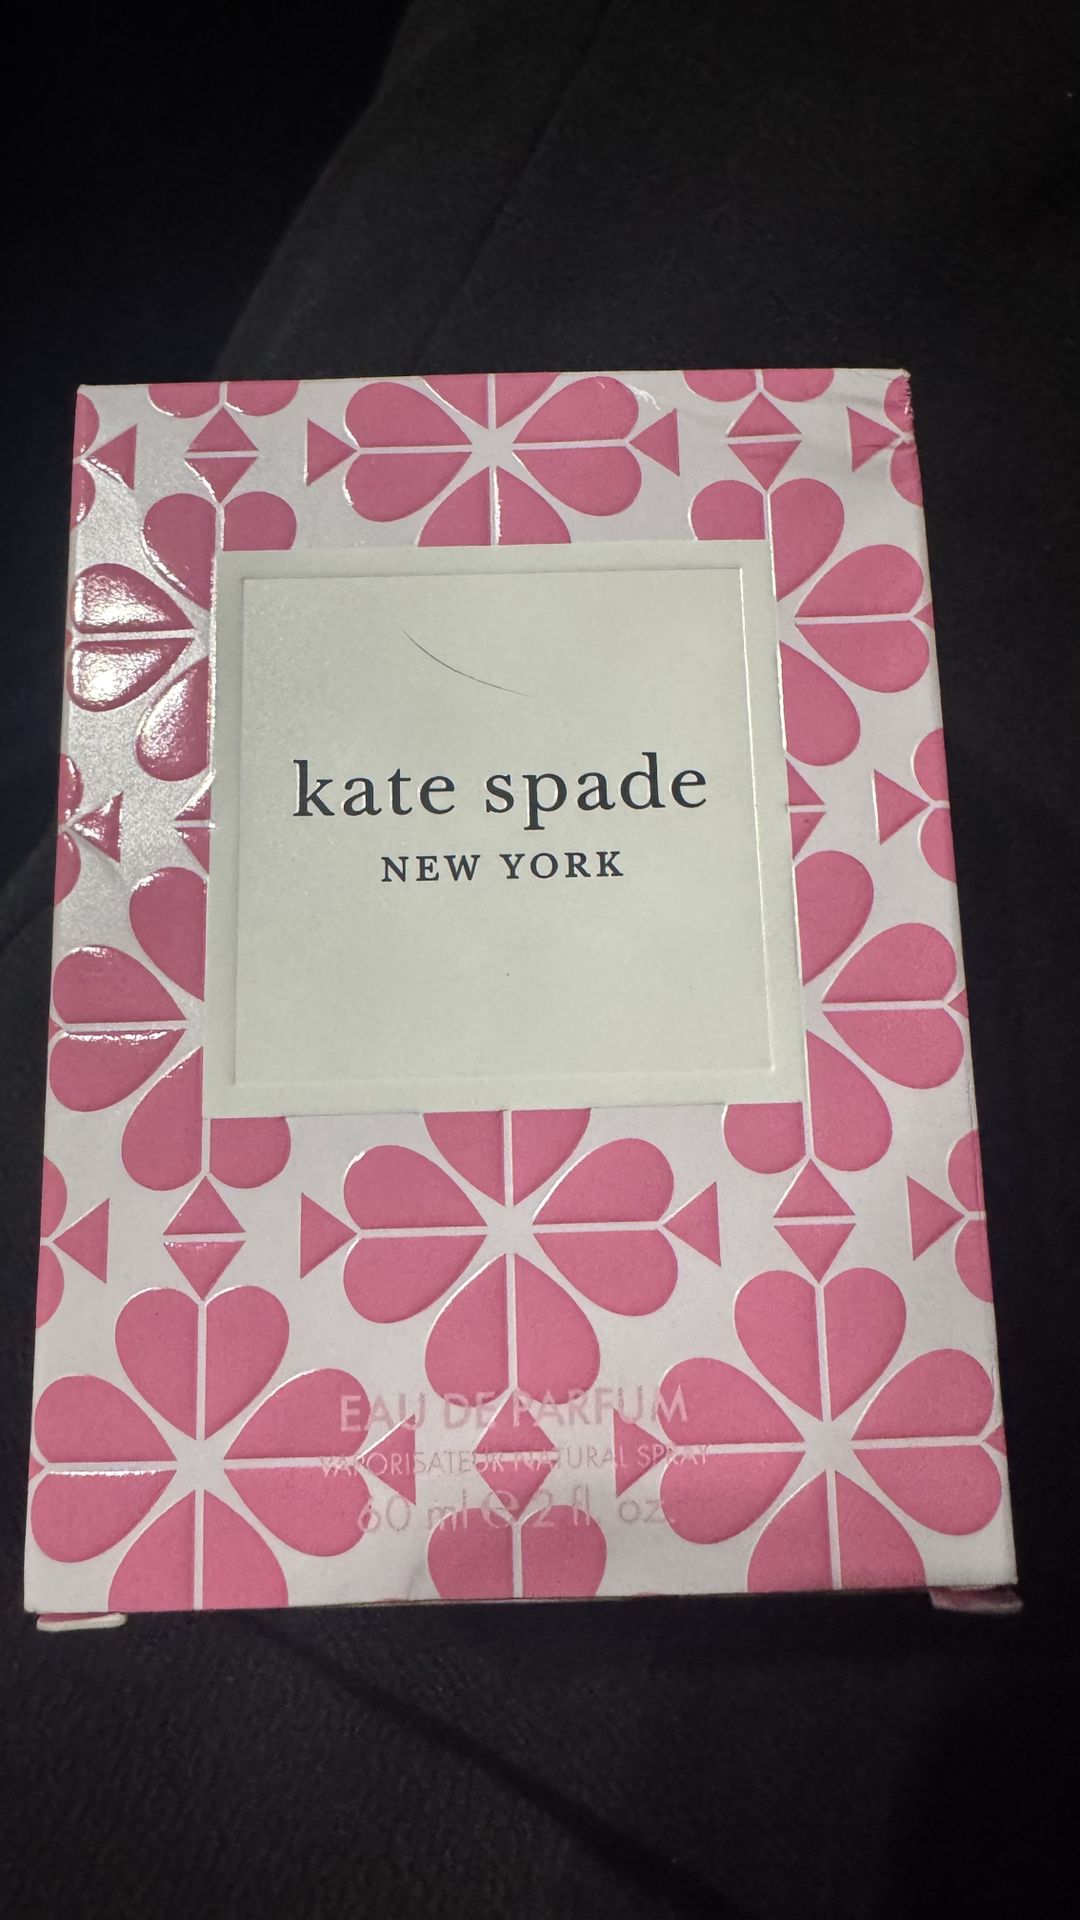 kate spade
NEW YORK
EAU DE PARFUM
VAPORISATEUR NATURAL SPRAY
60 ml ℮ 2 fl. oz.